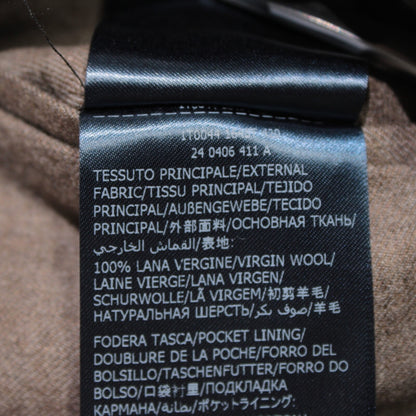 24 0406 411 A
TESSUTO PRINCIPALE/EXTERNAL
FABRIC/TISSU PRINCIPAL/TEJIDO
PRINCIPAL/AUßENGEWEBE/TECIDO
PRINCIPAL/外部面料/ОСНОВНАЯ ТКАНЬ/
القماش الخارجي/表地:
100% LANA VERGINE/VIRGIN WOOL/
LAINE VIERGE/LANA VIRGEN/
SCHURWOLLE/LÃ VIRGEM/初剪羊毛/
НАТУРАЛЬНАЯ ШЕРСТЬ/صوف بكر/羊毛
FODERA TASCA/POCKET LINING/
DOUBLURE DE LA POCHE/FORRO DEL
BOLSILLO/TASCHENFUTTER/FORRO DO
BOLSO/口袋衬里/ПОДКЛАДКА
КАРМАНА/بطانة/ポケットライニング/